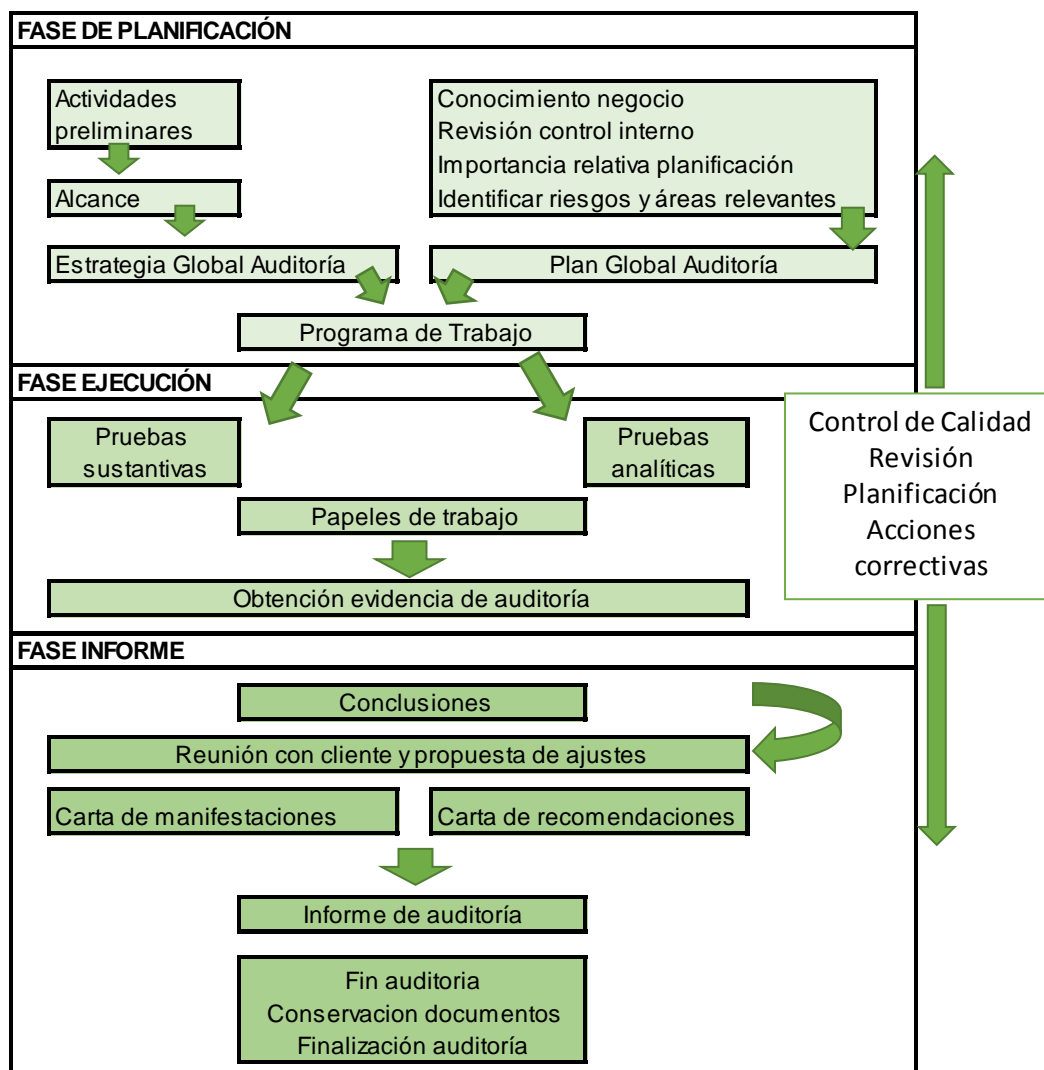 FASE DE PLANIFICACIÓN
Actividades
preliminares
Alcance
Estrategia Global Auditoría
Conocimiento negocio
Revisión control interno
Importancia relativa planificación
Identificar riesgos y áreas relevantes
Plan Global Auditoría
Programa de Trabajo
FASE EJECUCIÓN
Pruebas
sustantivas
Pruebas
analíticas
Papeles de trabajo
Obtención evidencia de auditoría
Control de Calidad
Revisión
Planificación
Acciones
correctivas
FASE INFORME
Conclusiones
Reunión con cliente y propuesta de ajustes
Carta de manifestaciones
Carta de recomendaciones
Informe de auditoría
Fin auditoria
Conservacion documentos
Finalización auditoría